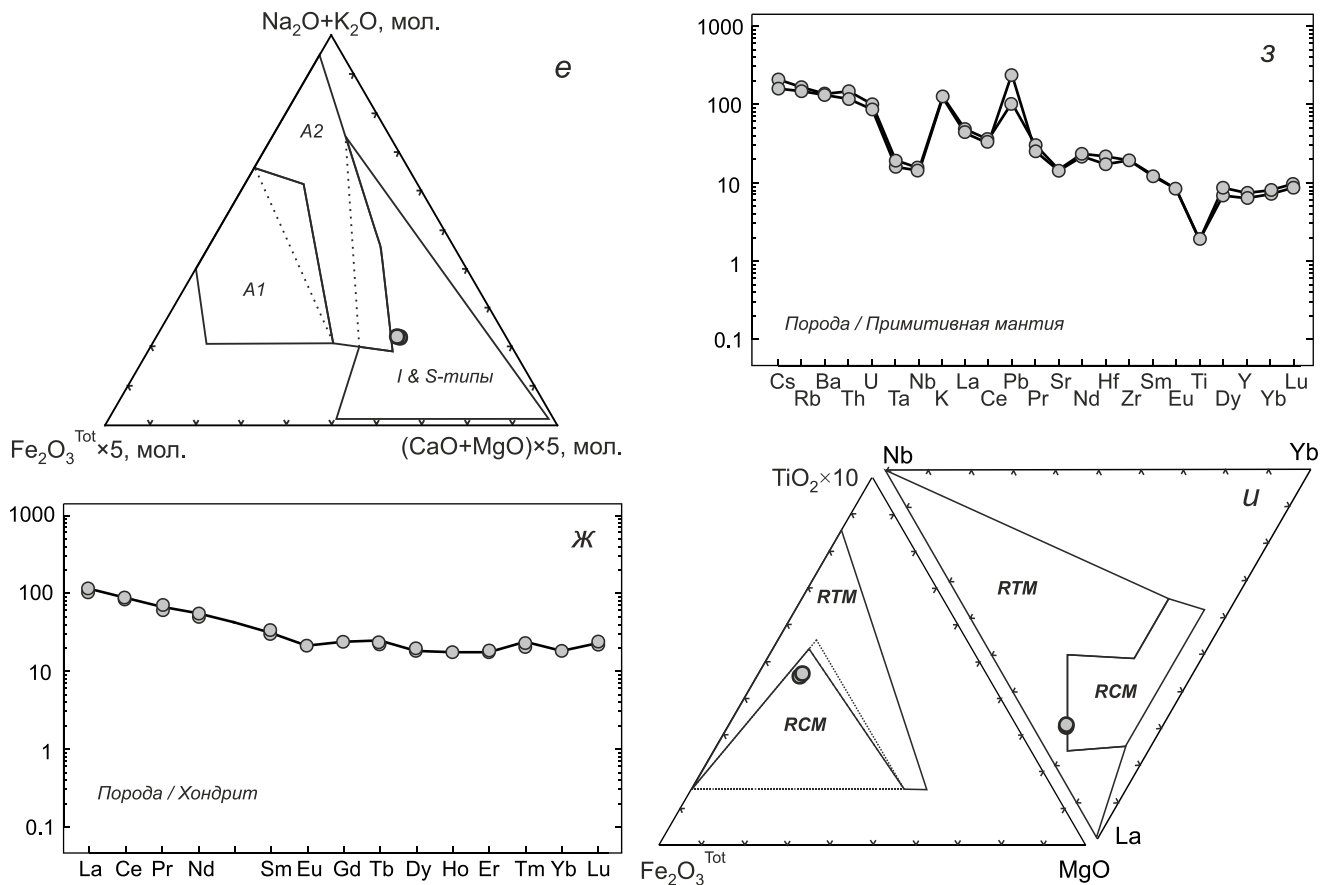 Na2O+K2O, мол.
е
A2
A1
I & S-типы
Fe2O3Tot×5, мол.
(CaO+MgO)×5, мол.
з
1000
100
10
1
0.1
Порода / Примитивная мантия
Cs Ba U Nb La Pb Sr Hf Sm Ti Y Lu
Rb Th Ta K Ce Pr Nd Zr Eu Dy Yb
ж
1000
100
10
1
0.1
Порода / Хондрит
La Ce Pr Nd Sm Eu Gd Tb Dy Ho Er Tm Yb Lu
Nb
Yb
TiO2×10
и
RTM
RTM
RCM
RCM
La
Fe2O3Tot
MgO